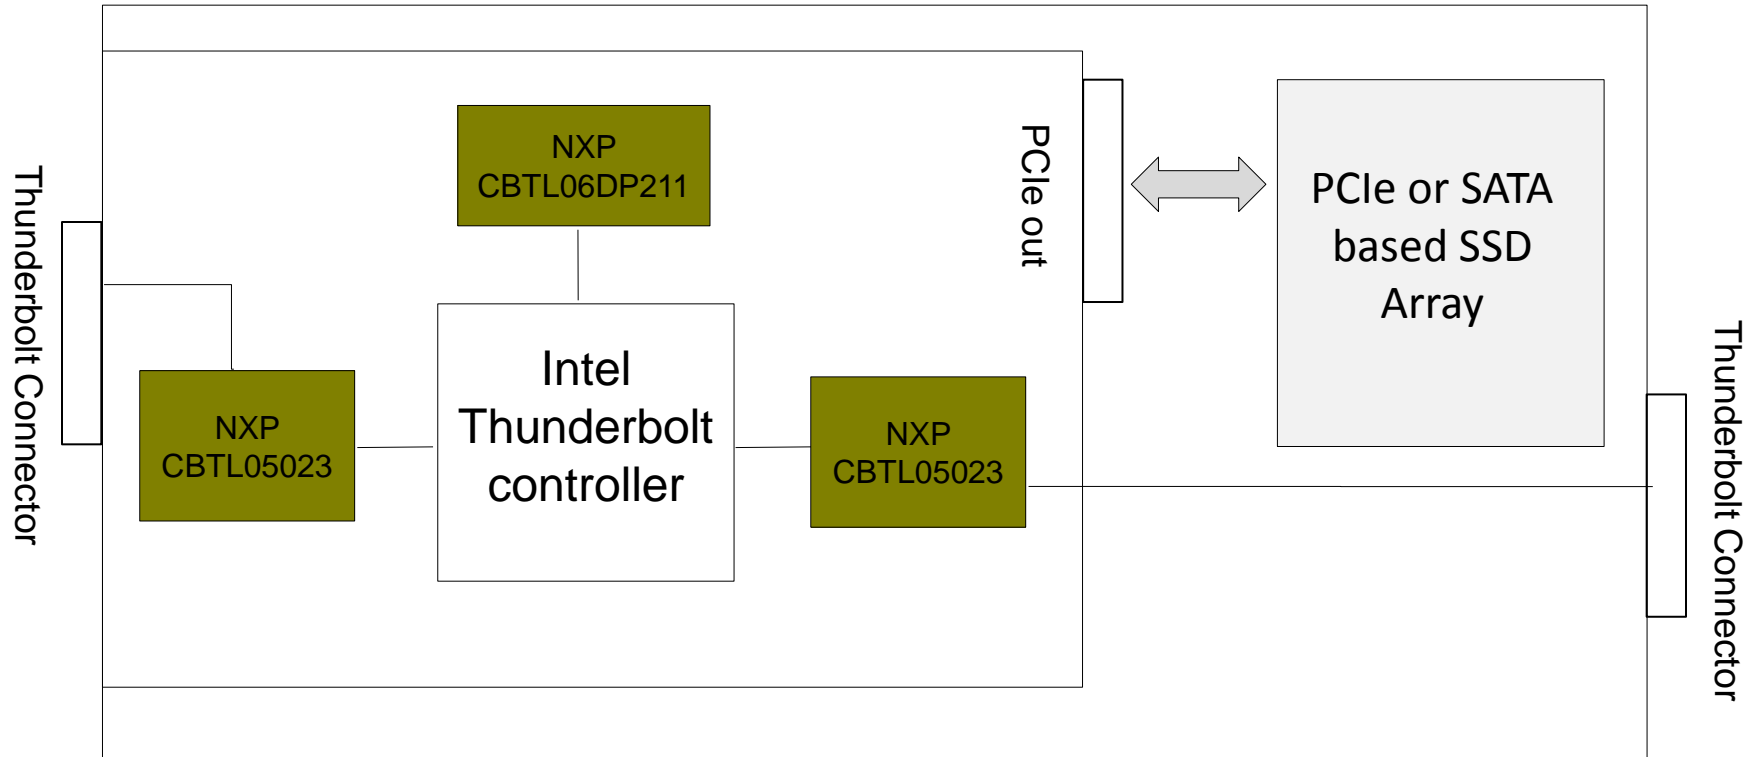 Thunderbolt Connector
NXP
CBTL06DP211
NXP
CBTL05023
Intel
Thunderbolt
controller
NXP
CBTL05023
PCIe out
PCIe or SATA
based SSD
Array
Thunderbolt Connector